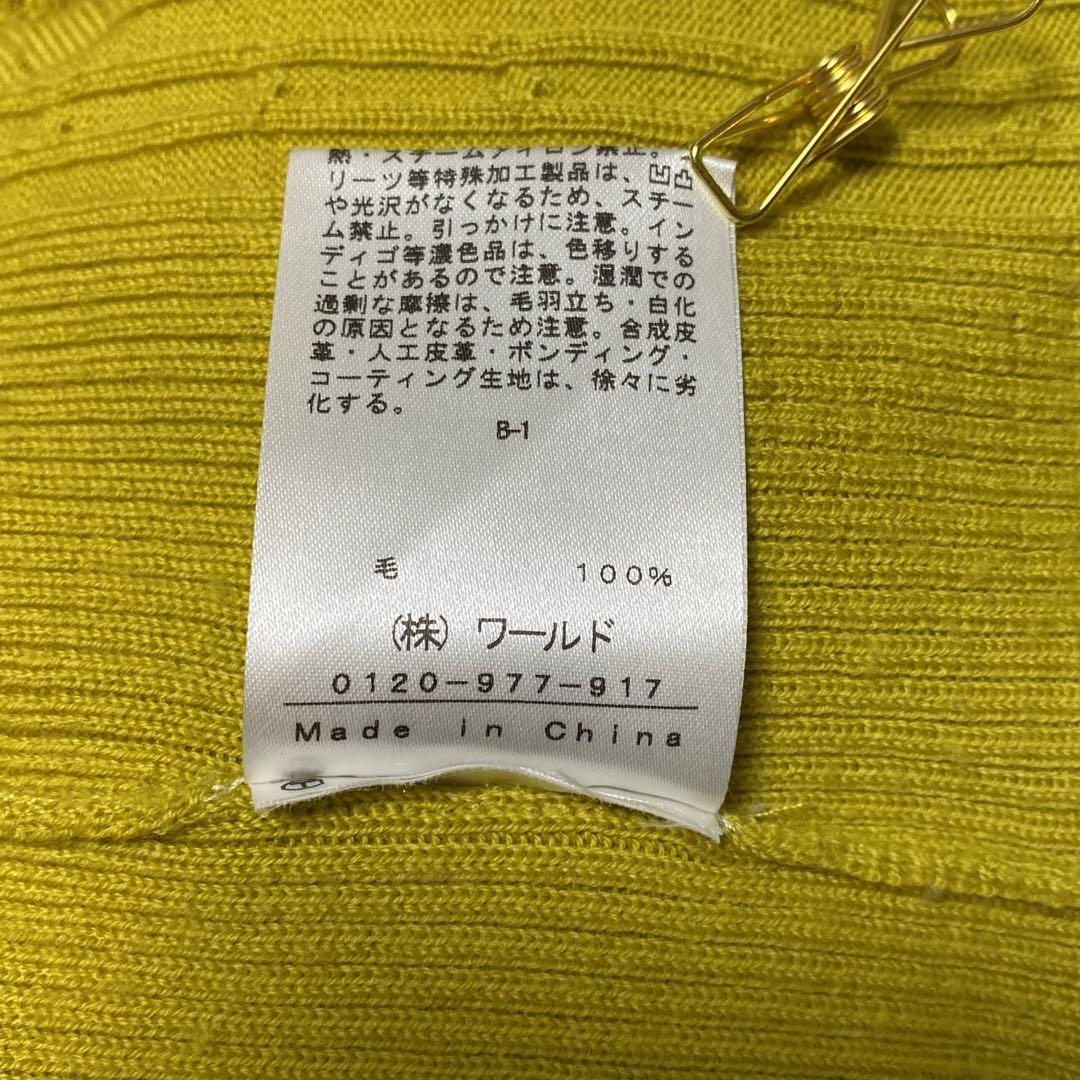 熱・スチームアイロン禁止。プ
リーツ等特殊加工製品は、凹凸
や光沢がなくなるため、スチー
ム禁止。引っかけに注意。イン
ディゴ等濃色品は、色移りする
ことがあるので注意。湿潤での
過剰な摩擦は、毛羽立ち・白化
の原因となるため注意。合成皮
革・人工皮革・ボンディング・
コーティング生地は、徐々に劣
化する。
B-1
毛 100%
(株) ワールド
0120-977-917
Made in China